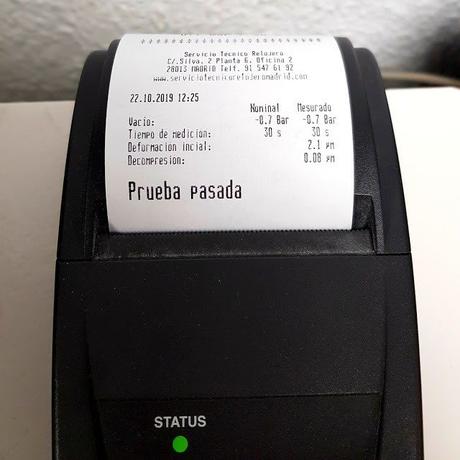 Servicio Tecnico Relojero
C/.Silva, 2 Planta 6, Oficina 2
28013 MADRID Telf. 91 547 61 92
www.serviciotecnicorelojeromadrid.com
22.10.2019 12:25
Nominal Mesurado
Vacio: -0.7 Bar -0.7 Bar
Tiempo de medicion: 30 s 30 s
Deformacion incial: 2.1 µm
Decompresion: 0.08 µm
Prueba pasada
STATUS